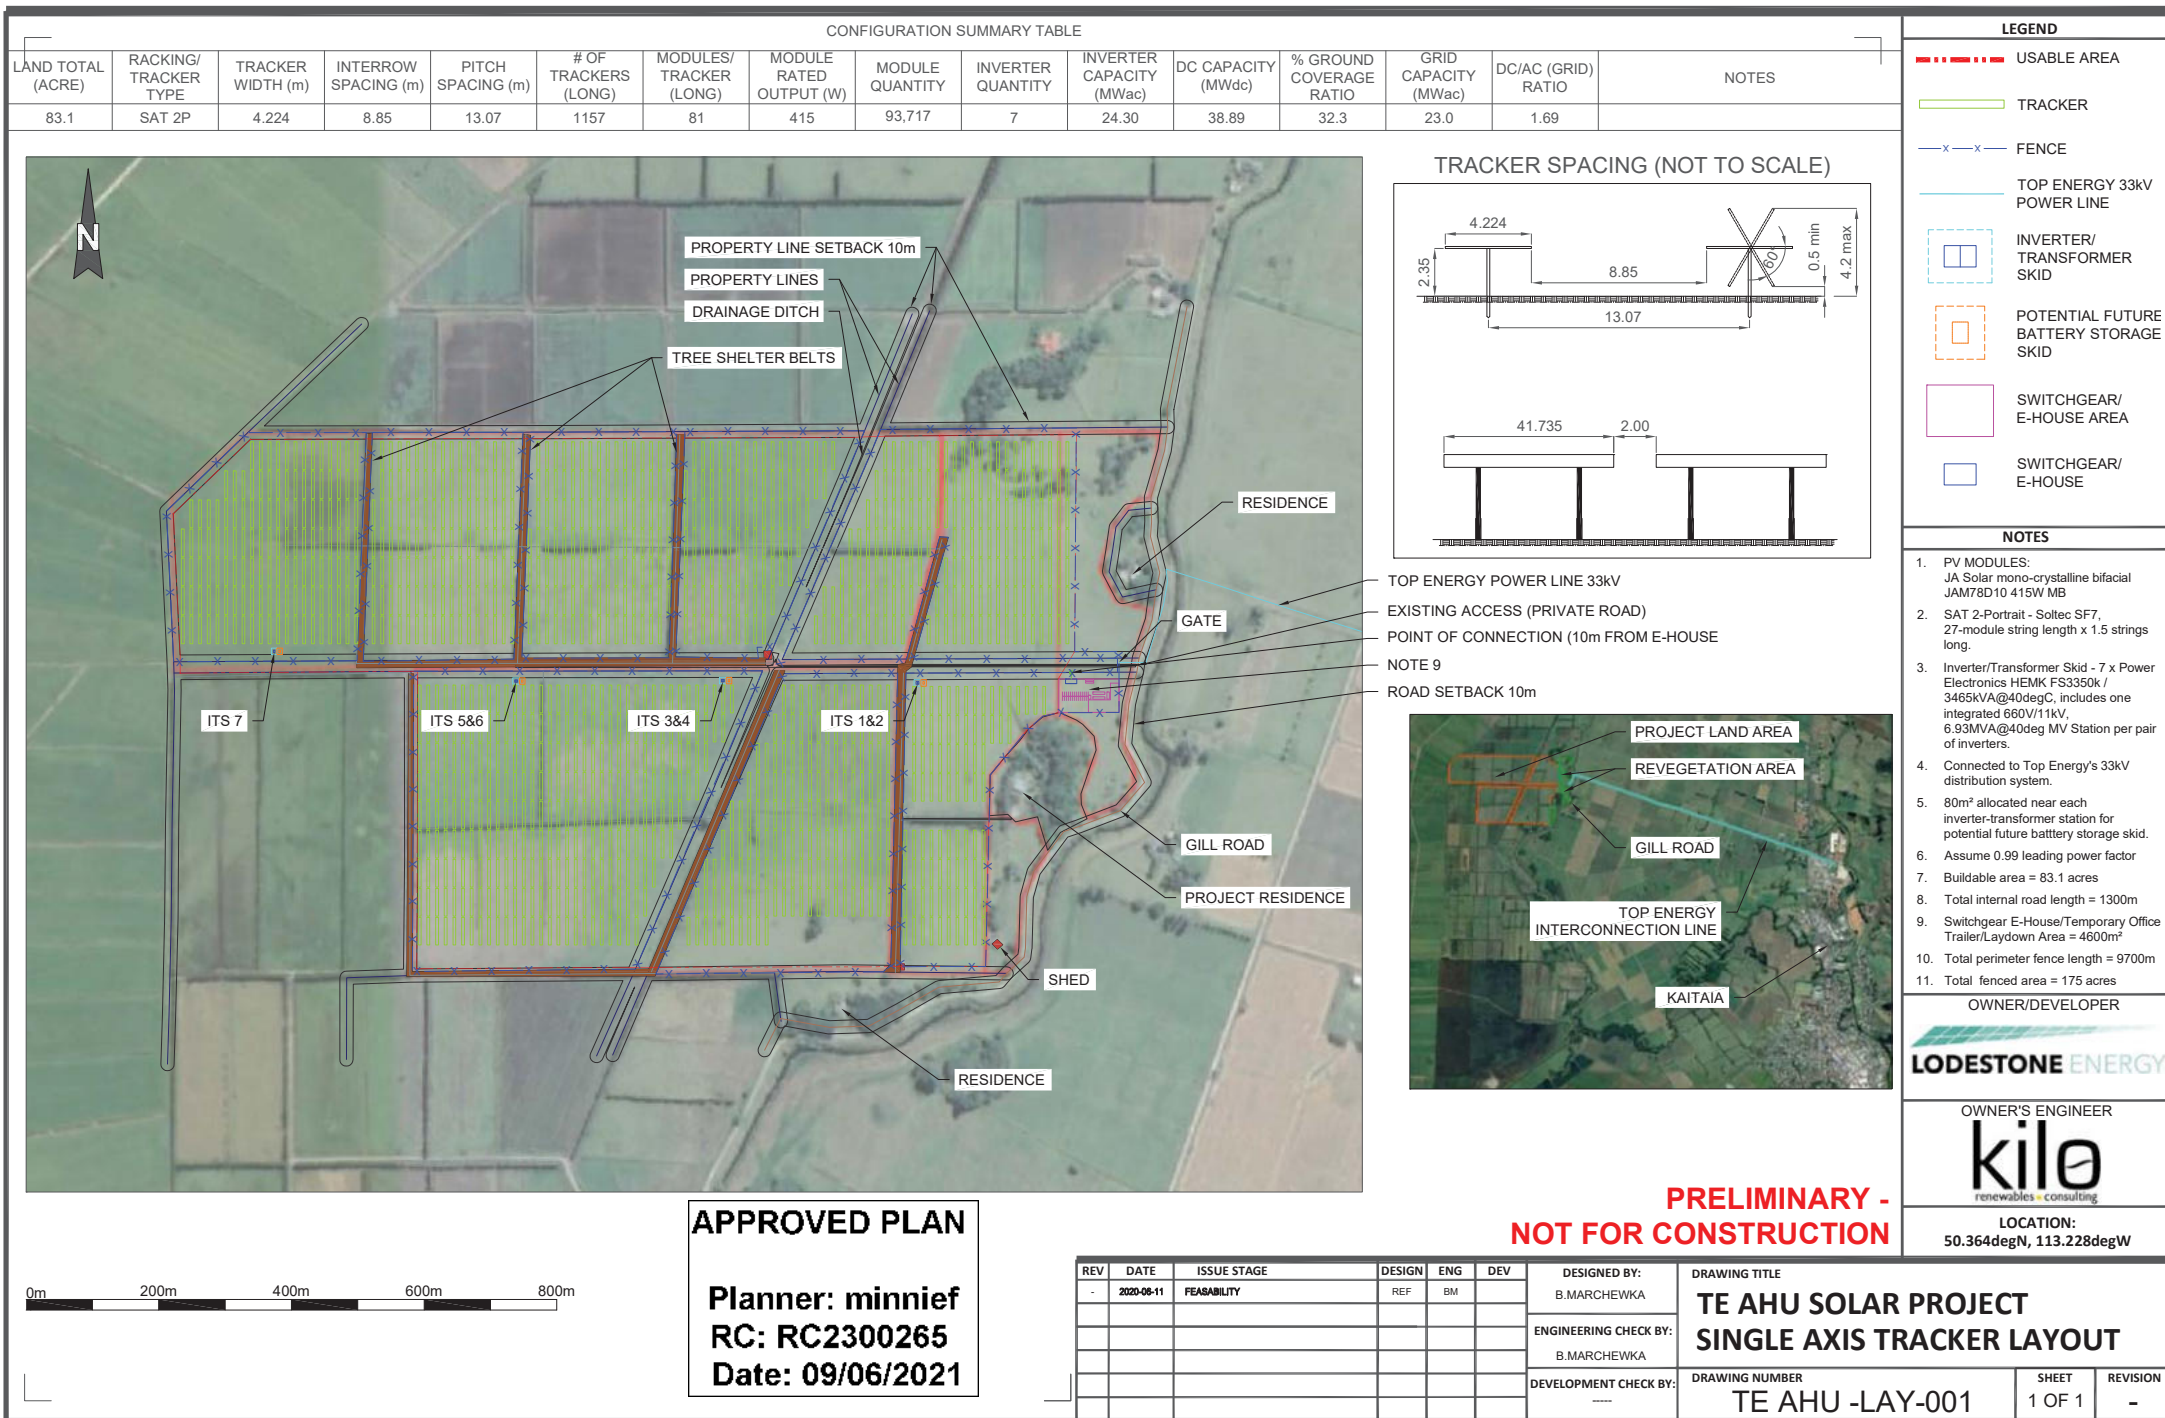 CONFIGURATION SUMMARY TABLE
LAND TOTAL (ACRE)
RACKING/ TRACKER TYPE
TRACKER WIDTH (m)
INTERROW SPACING (m)
PITCH SPACING (m)
# OF TRACKERS (LONG)
MODULES/ TRACKER (LONG)
MODULE RATED OUTPUT (W)
MODULE QUANTITY
INVERTER QUANTITY
INVERTER CAPACITY (MWac)
DC CAPACITY (MWdc)
% GROUND COVERAGE RATIO
GRID CAPACITY (MWac)
DC/AC (GRID) RATIO
NOTES
83.1
SAT 2P
4.224
8.85
13.07
1157
81
415
93,717
7
24.30
38.89
32.3
23.0
1.69
N
PROPERTY LINE SETBACK 10m
PROPERTY LINES
DRAINAGE DITCH
TREE SHELTER BELTS
RESIDENCE
GATE
ITS 7
ITS 5&6
ITS 3&4
ITS 1&2
GILL ROAD
PROJECT RESIDENCE
SHED
RESIDENCE
TRACKER SPACING (NOT TO SCALE)
4.224
2.35
8.85
60°
0.5 min
4.2 max
13.07
41.735
2.00
TOP ENERGY POWER LINE 33kV
EXISTING ACCESS (PRIVATE ROAD)
POINT OF CONNECTION (10m FROM E-HOUSE
NOTE 9
ROAD SETBACK 10m
PROJECT LAND AREA
REVEGETATION AREA
GILL ROAD
TOP ENERGY
INTERCONNECTION LINE
KAITAIA
LEGEND
USABLE AREA
TRACKER
FENCE
TOP ENERGY 33kV
POWER LINE
INVERTER/
TRANSFORMER
SKID
POTENTIAL FUTURE
BATTERY STORAGE
SKID
SWITCHGEAR/
E-HOUSE AREA
SWITCHGEAR/
E-HOUSE
NOTES
1. PV MODULES:
JA Solar mono-crystalline bifacial
JAM78D10 415W MB
2. SAT 2-Portrait - Soltec SF7,
27-module string length x 1.5 strings
long.
3. Inverter/Transformer Skid - 7 x Power
Electronics HEMK FS3350k /
3465kVA@40degC, includes one
integrated 660V/11kV,
6.93MVA@40deg MV Station per pair
of inverters.
4. Connected to Top Energy's 33kV
distribution system.
5. 80m² allocated near each
inverter-transformer station for
potential future batttery storage skid.
6. Assume 0.99 leading power factor
7. Buildable area = 83.1 acres
8. Total internal road length = 1300m
9. Switchgear E-House/Temporary Office
Trailer/Laydown Area = 4600m²
10. Total perimeter fence length = 9700m
11. Total fenced area = 175 acres
OWNER/DEVELOPER
LODESTONE ENERGY
OWNER'S ENGINEER
kilo
renewables consulting
LOCATION:
50.364degN, 113.228degW
PRELIMINARY -
NOT FOR CONSTRUCTION
APPROVED PLAN
Planner: minnief
RC: RC2300265
Date: 09/06/2021
0m 200m 400m 600m 800m
REV DATE ISSUE STAGE DESIGN ENG DEV
- 2020-08-11 FEASABILITY REF BM
DESIGNED BY:
B.MARCHEWKA
ENGINEERING CHECK BY:
B.MARCHEWKA
DEVELOPMENT CHECK BY:
-----
DRAWING TITLE
TE AHU SOLAR PROJECT
SINGLE AXIS TRACKER LAYOUT
DRAWING NUMBER
TE AHU -LAY-001
SHEET
1 OF 1
REVISION
-